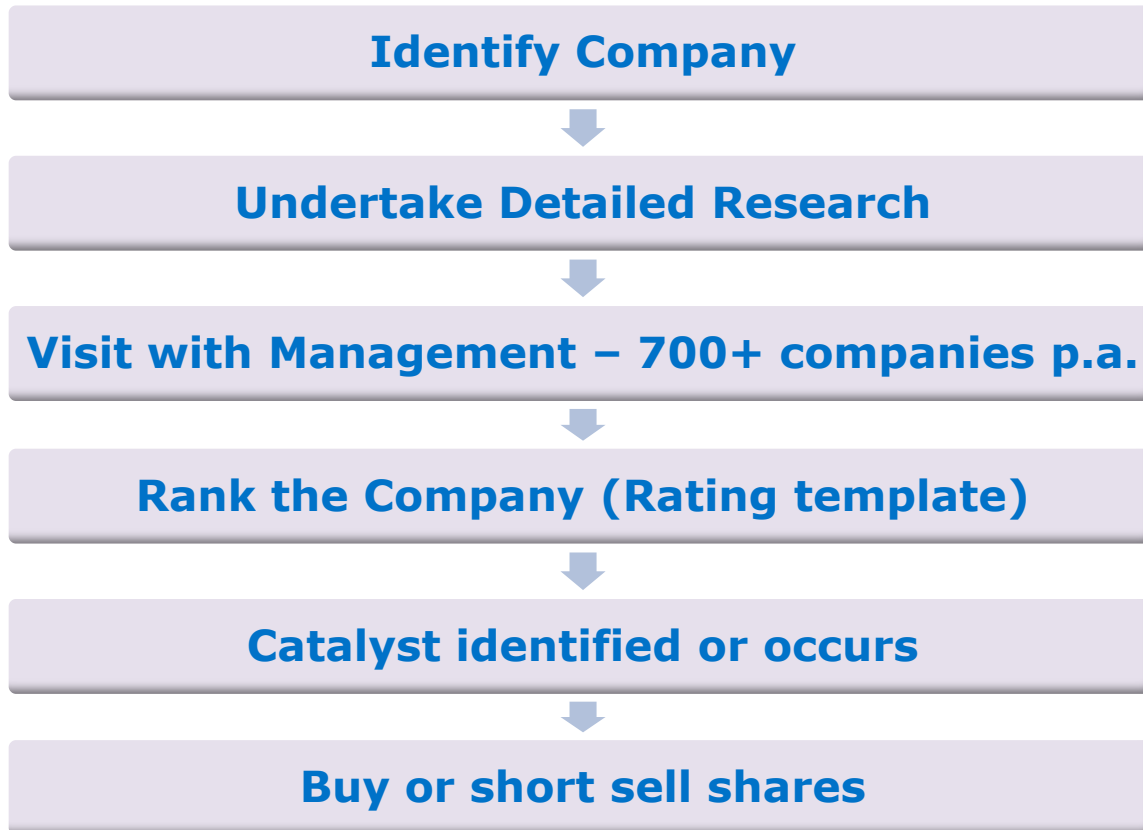 Identify Company
Undertake Detailed Research
Visit with Management – 700+ companies p.a.
Rank the Company (Rating template)
Catalyst identified or occurs
Buy or short sell shares